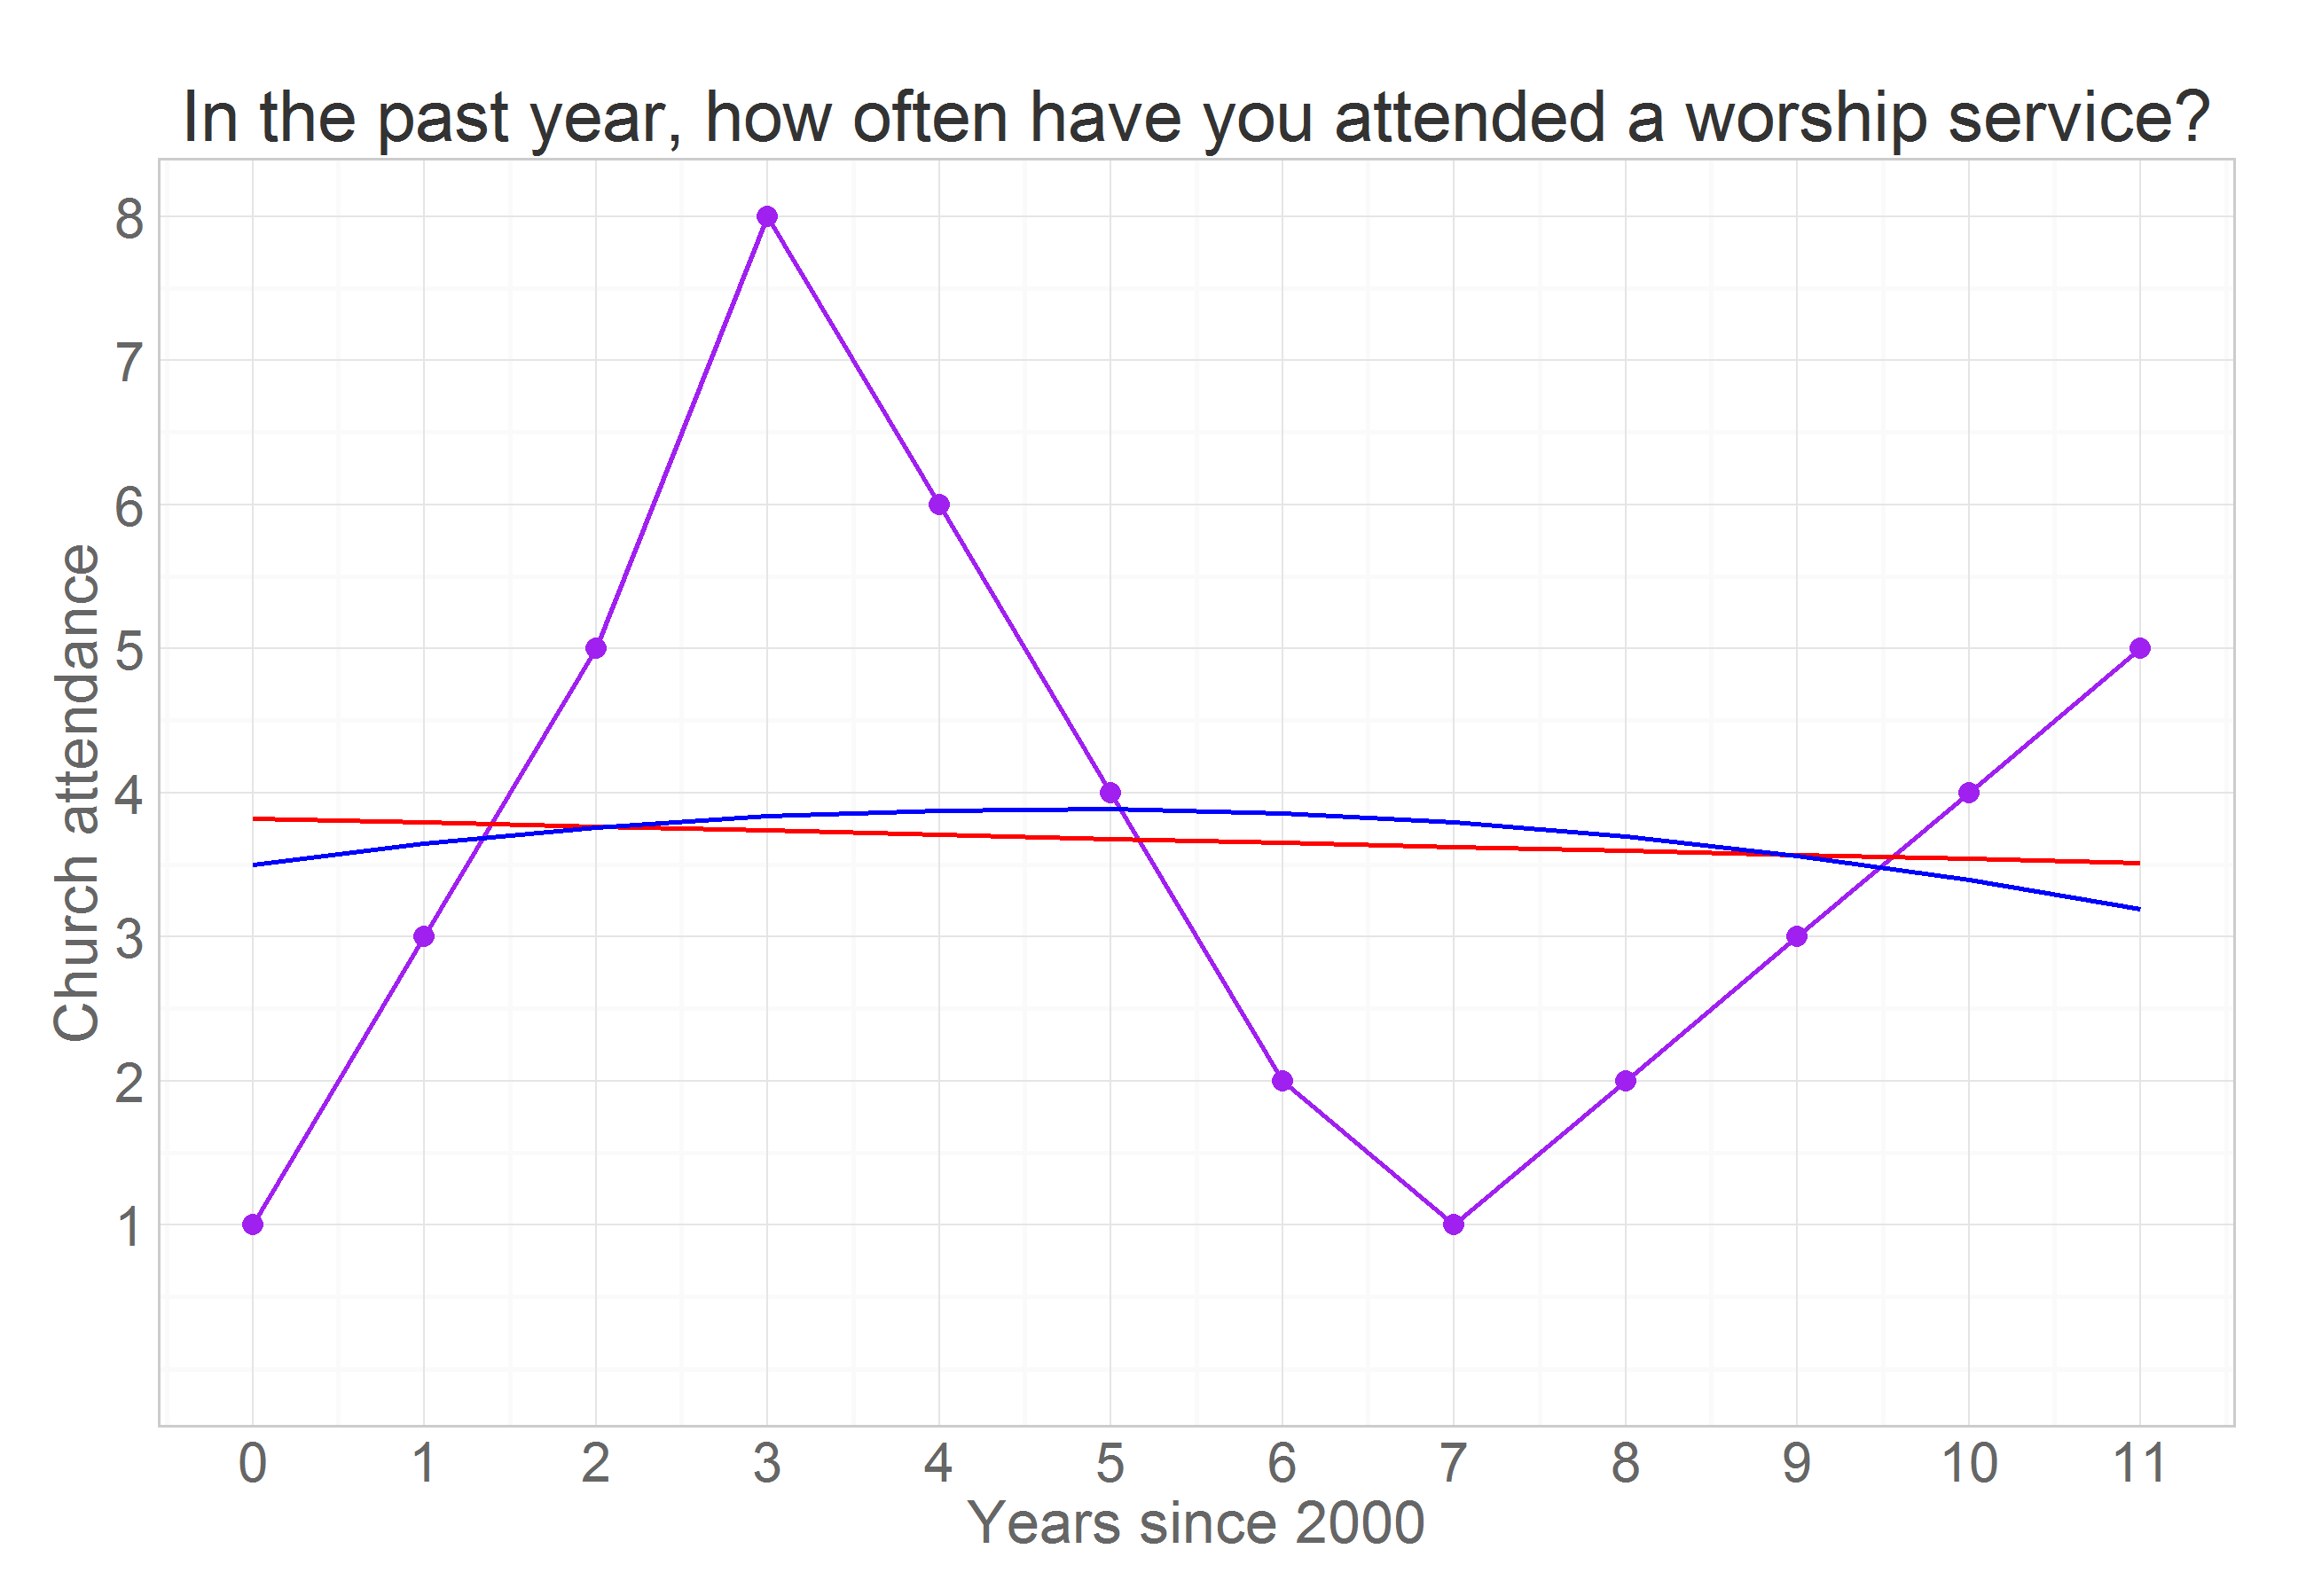 In the past year, how often have you attended a worship service?
Church attendance
8
7
6
5
4
3
2
1
0 1 2 3 4 5 6 7 8 9 10 11
Years since 2000